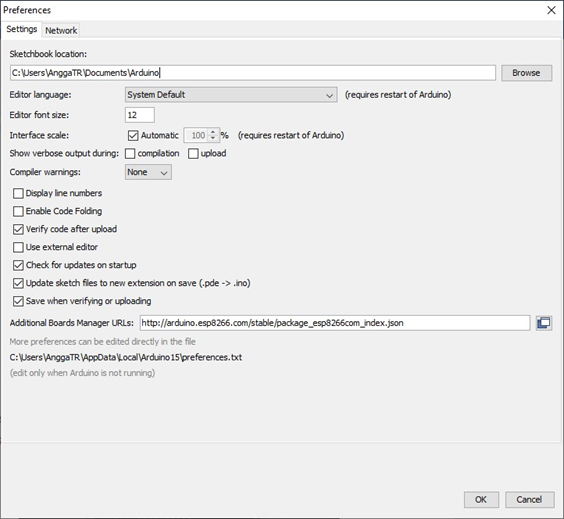 Preferences
Settings Network
Sketchbook location:
C:\Users\AnggaTR\Documents\Arduino Browse
Editor language: System Default (requires restart of Arduino)
Editor font size: 12
Interface scale: Automatic 100 % (requires restart of Arduino)
Show verbose output during: compilation upload
Compiler warnings: None
Display line numbers
Enable Code Folding
Verify code after upload
Use external editor
Check for updates on startup
Update sketch files to new extension on save (.pde -> .ino)
Save when verifying or uploading
Additional Boards Manager URLs: http://arduino.esp8266.com/stable/package_esp8266com_index.json
More preferences can be edited directly in the file
C:\Users\AnggaTR\AppData\Local\Arduino15\preferences.txt
(edit only when Arduino is not running)
OK Cancel